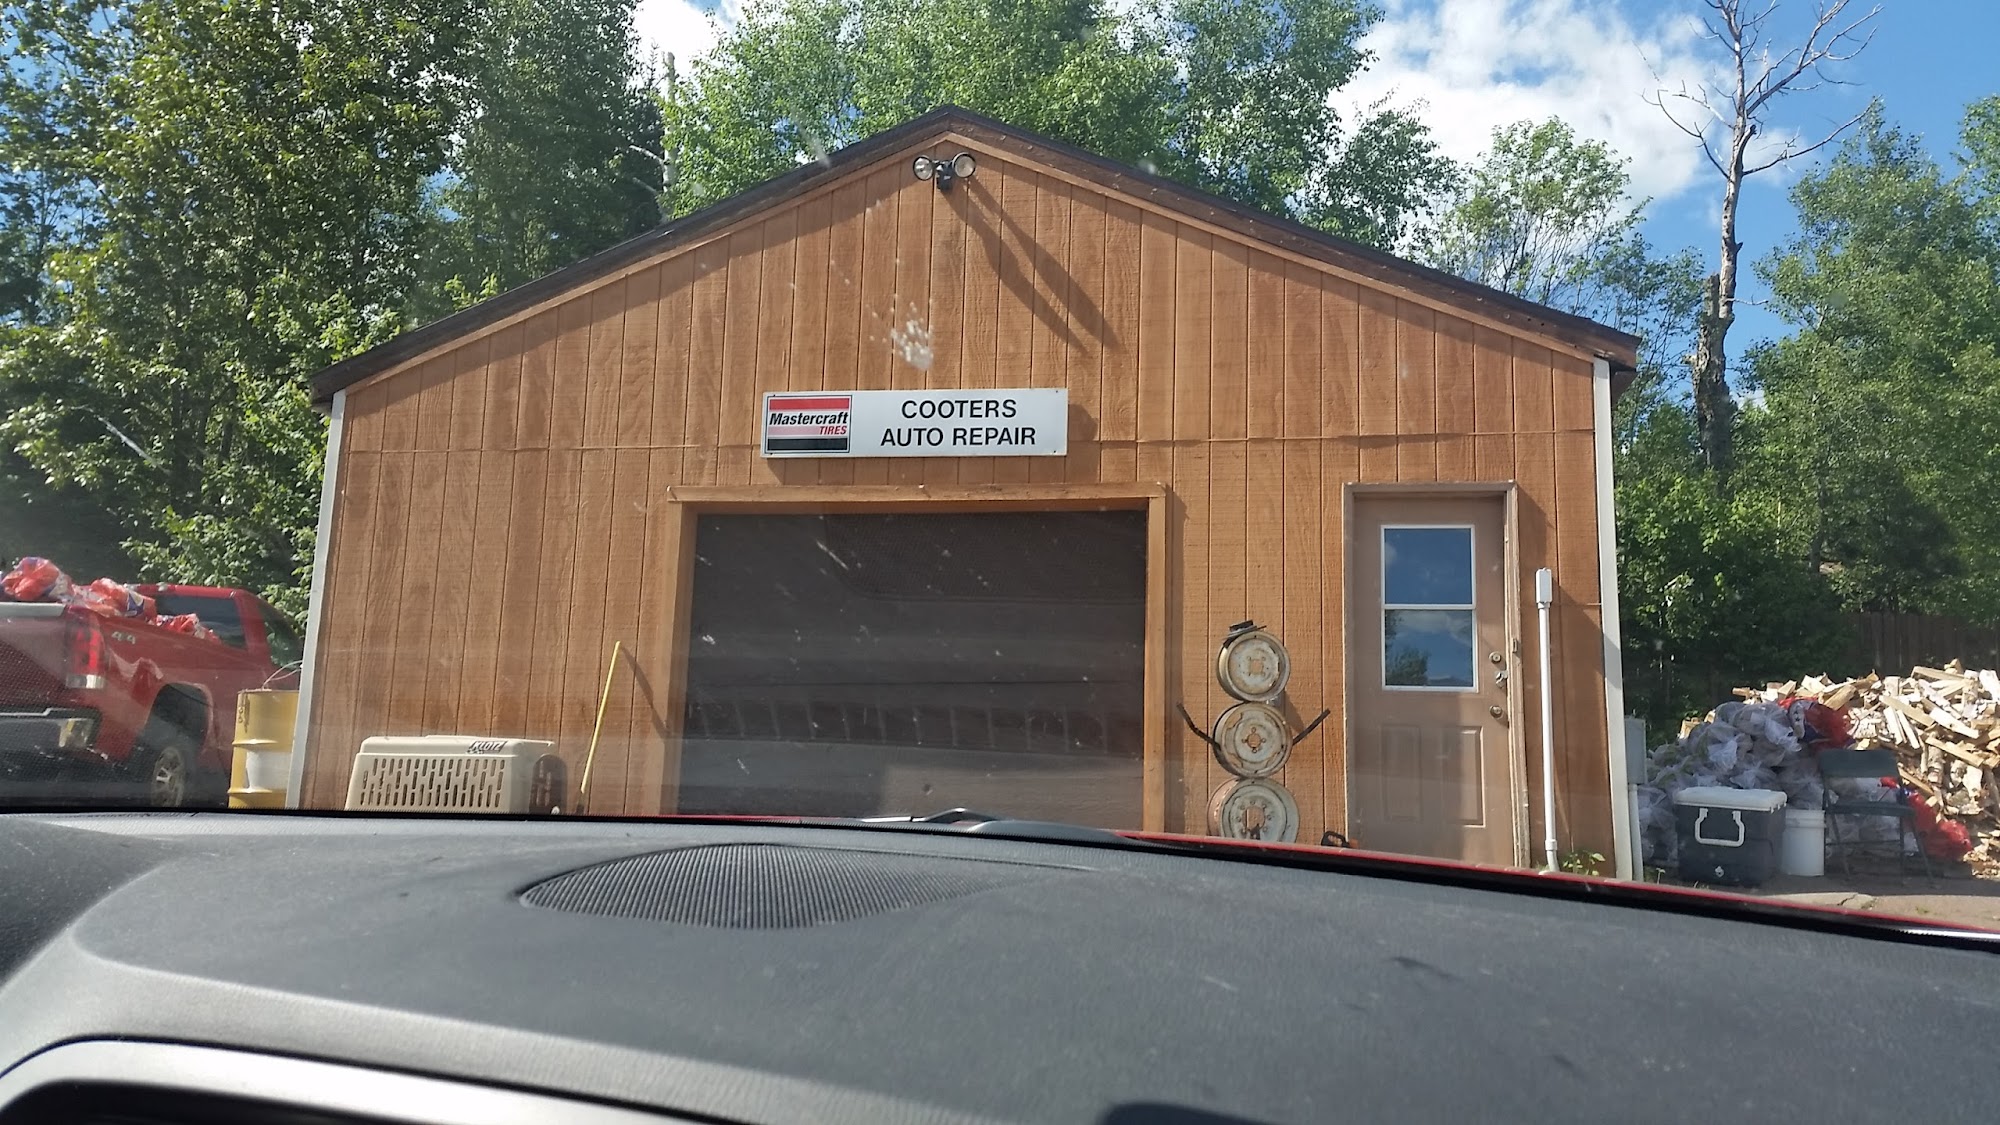 Mastercraft
TIRES
COOTERS
AUTO REPAIR